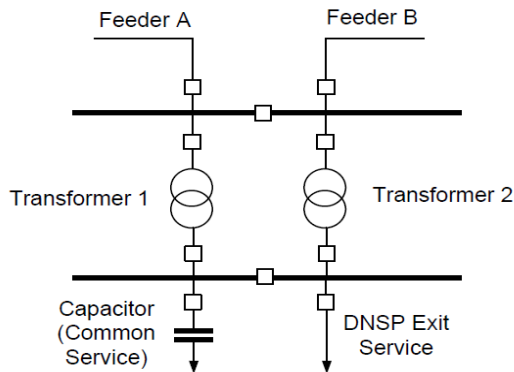 Feeder A
Feeder B
Transformer 1
Transformer 2
Capacitor
(Common
Service)
DNSP Exit
Service